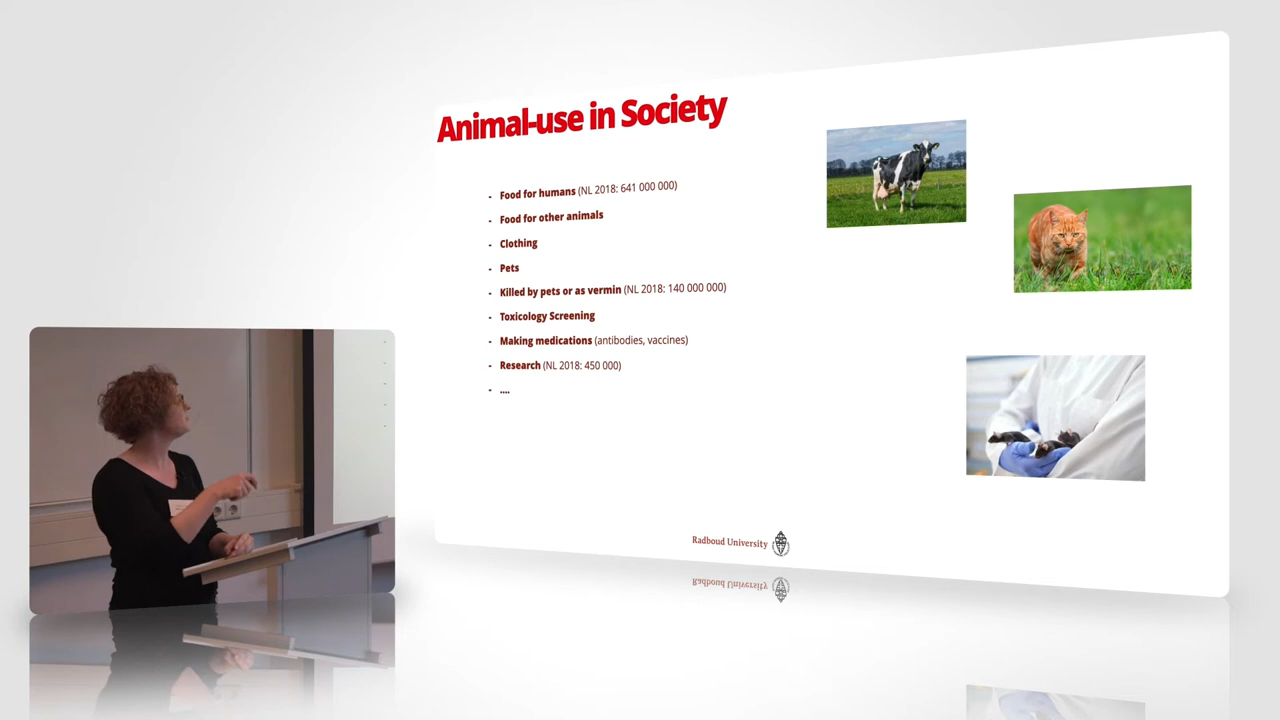 Animal-use in Society
- Food for humans (NL 2018: 641 000 000)
- Food for other animals
- Clothing
- Pets
- Killed by pets or as vermin (NL 2018: 140 000 000)
- Toxicology Screening
- Making medications (antibodies, vaccines)
- Research (NL 2018: 450 000)
- ....
Radboud University